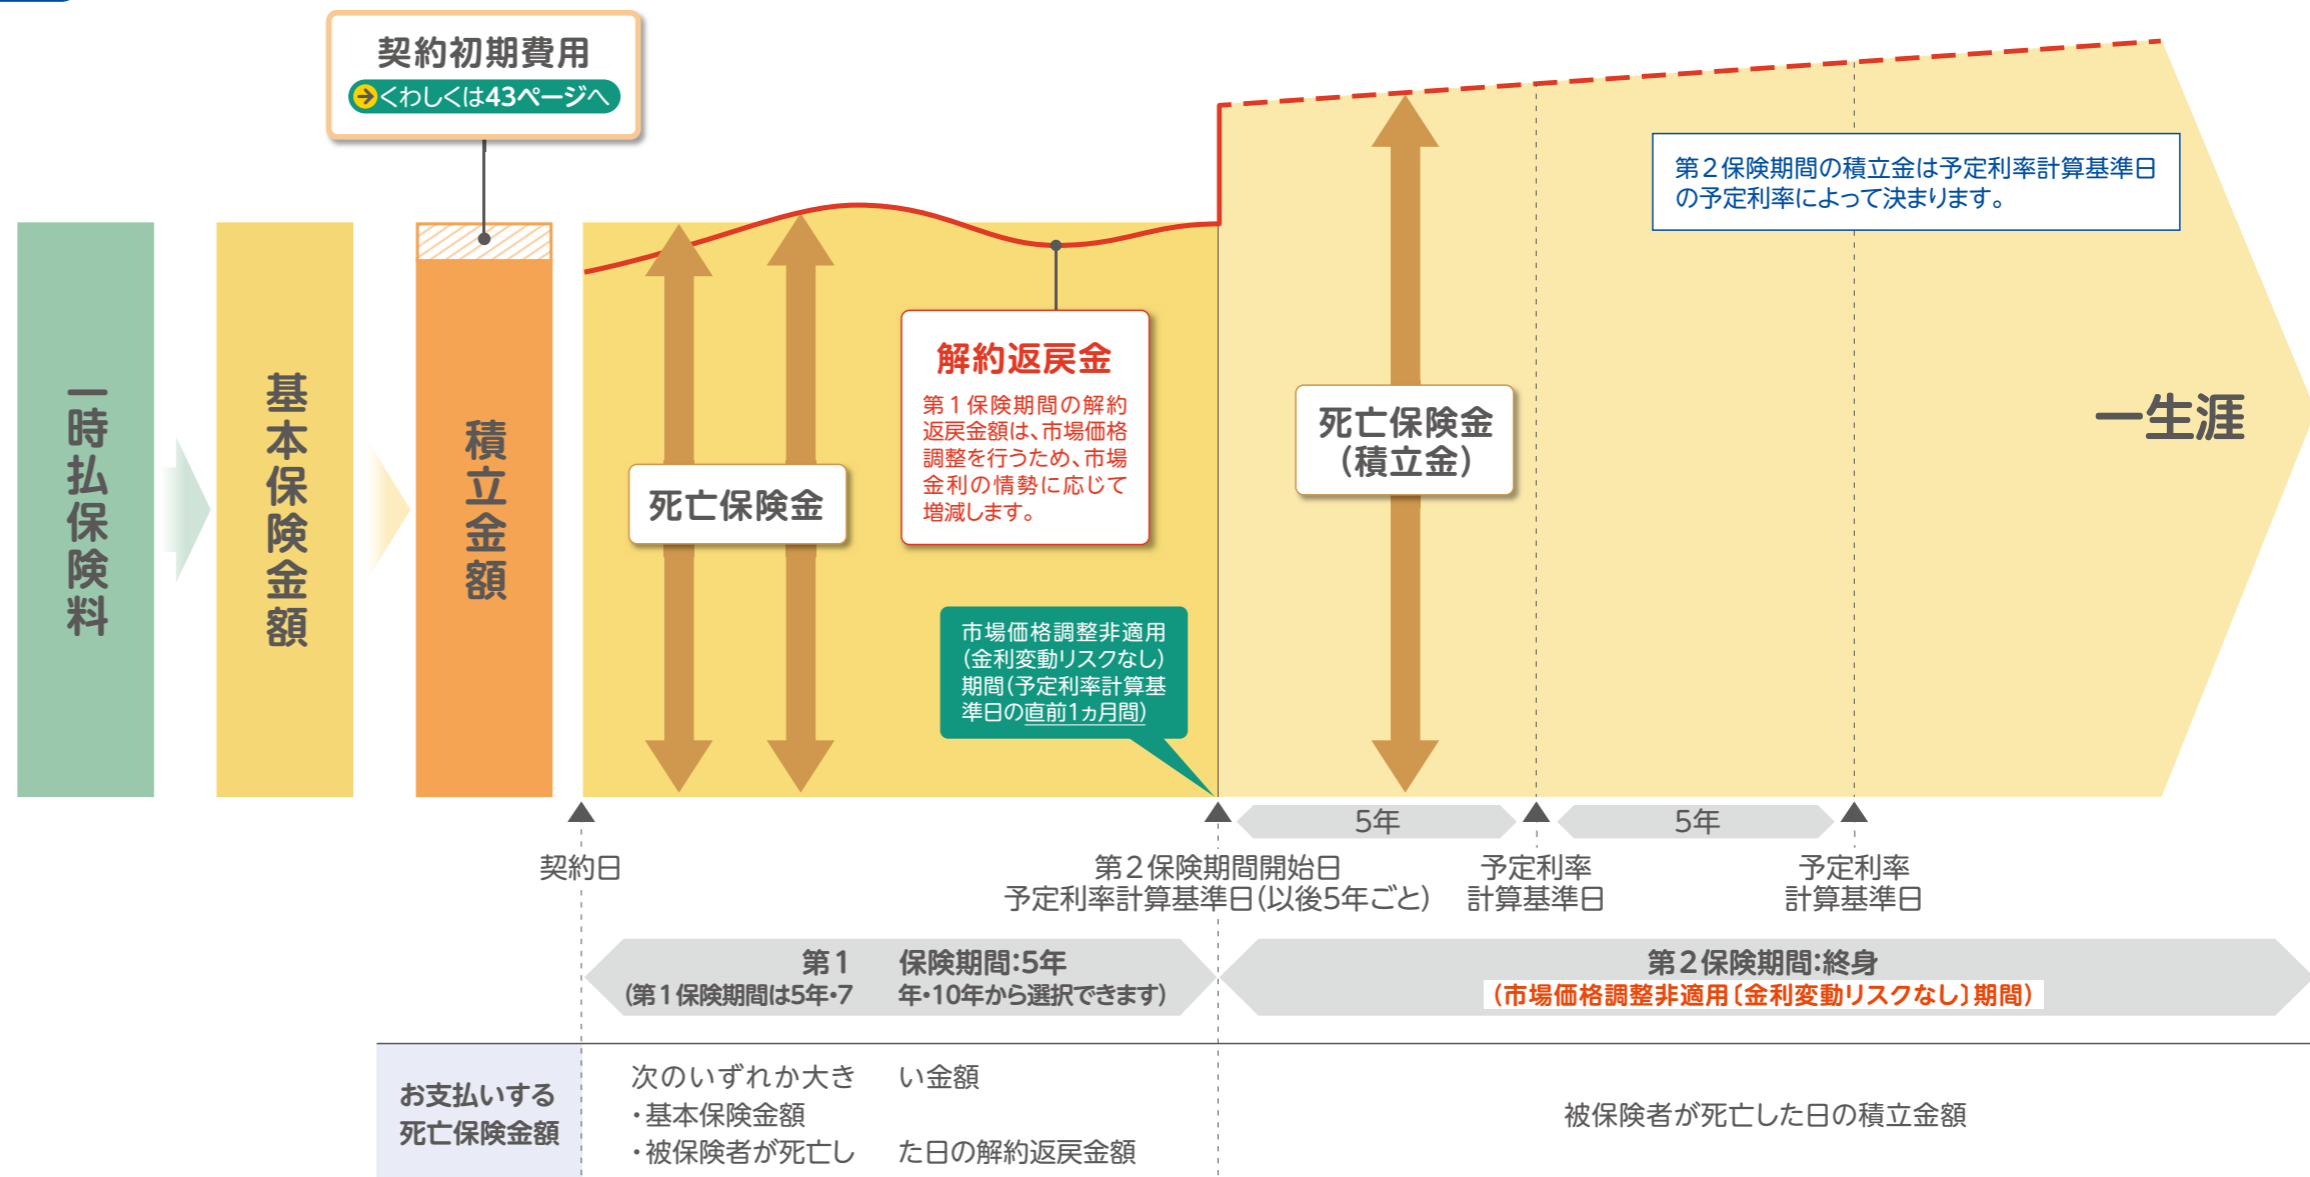 契約初期費用
くわしくは43ページへ
一時払保険料
基本保険金額
積立金額
死亡保険金
解約返戻金
第1保険期間の解約
返戻金額は、市場価格
調整を行うため、市場
金利の情勢に応じて
増減します。
市場価格調整非適用
(金利変動リスクなし)
期間(予定利率計算基
準日の直前1ヵ月間)
死亡保険金
(積立金)
第2保険期間の積立金は予定利率計算基準日
の予定利率によって決まります。
一生涯
5年
5年
契約日
第2保険期間開始日
予定利率計算基準日(以後5年ごと)
予定利率
計算基準日
予定利率
計算基準日
第1 保険期間:5年
(第1保険期間は5年・7 年・10年から選択できます)
第2保険期間:終身
(市場価格調整非適用〔金利変動リスクなし〕期間)
お支払いする
死亡保険金額
次のいずれか大き い金額
・基本保険金額
・被保険者が死亡し た日の解約返戻金額
被保険者が死亡した日の積立金額